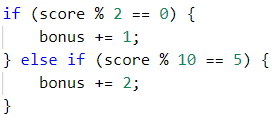 if (score % 2 == 0) {
    bonus += 1;
} else if (score % 10 == 5) {
    bonus += 2;
}